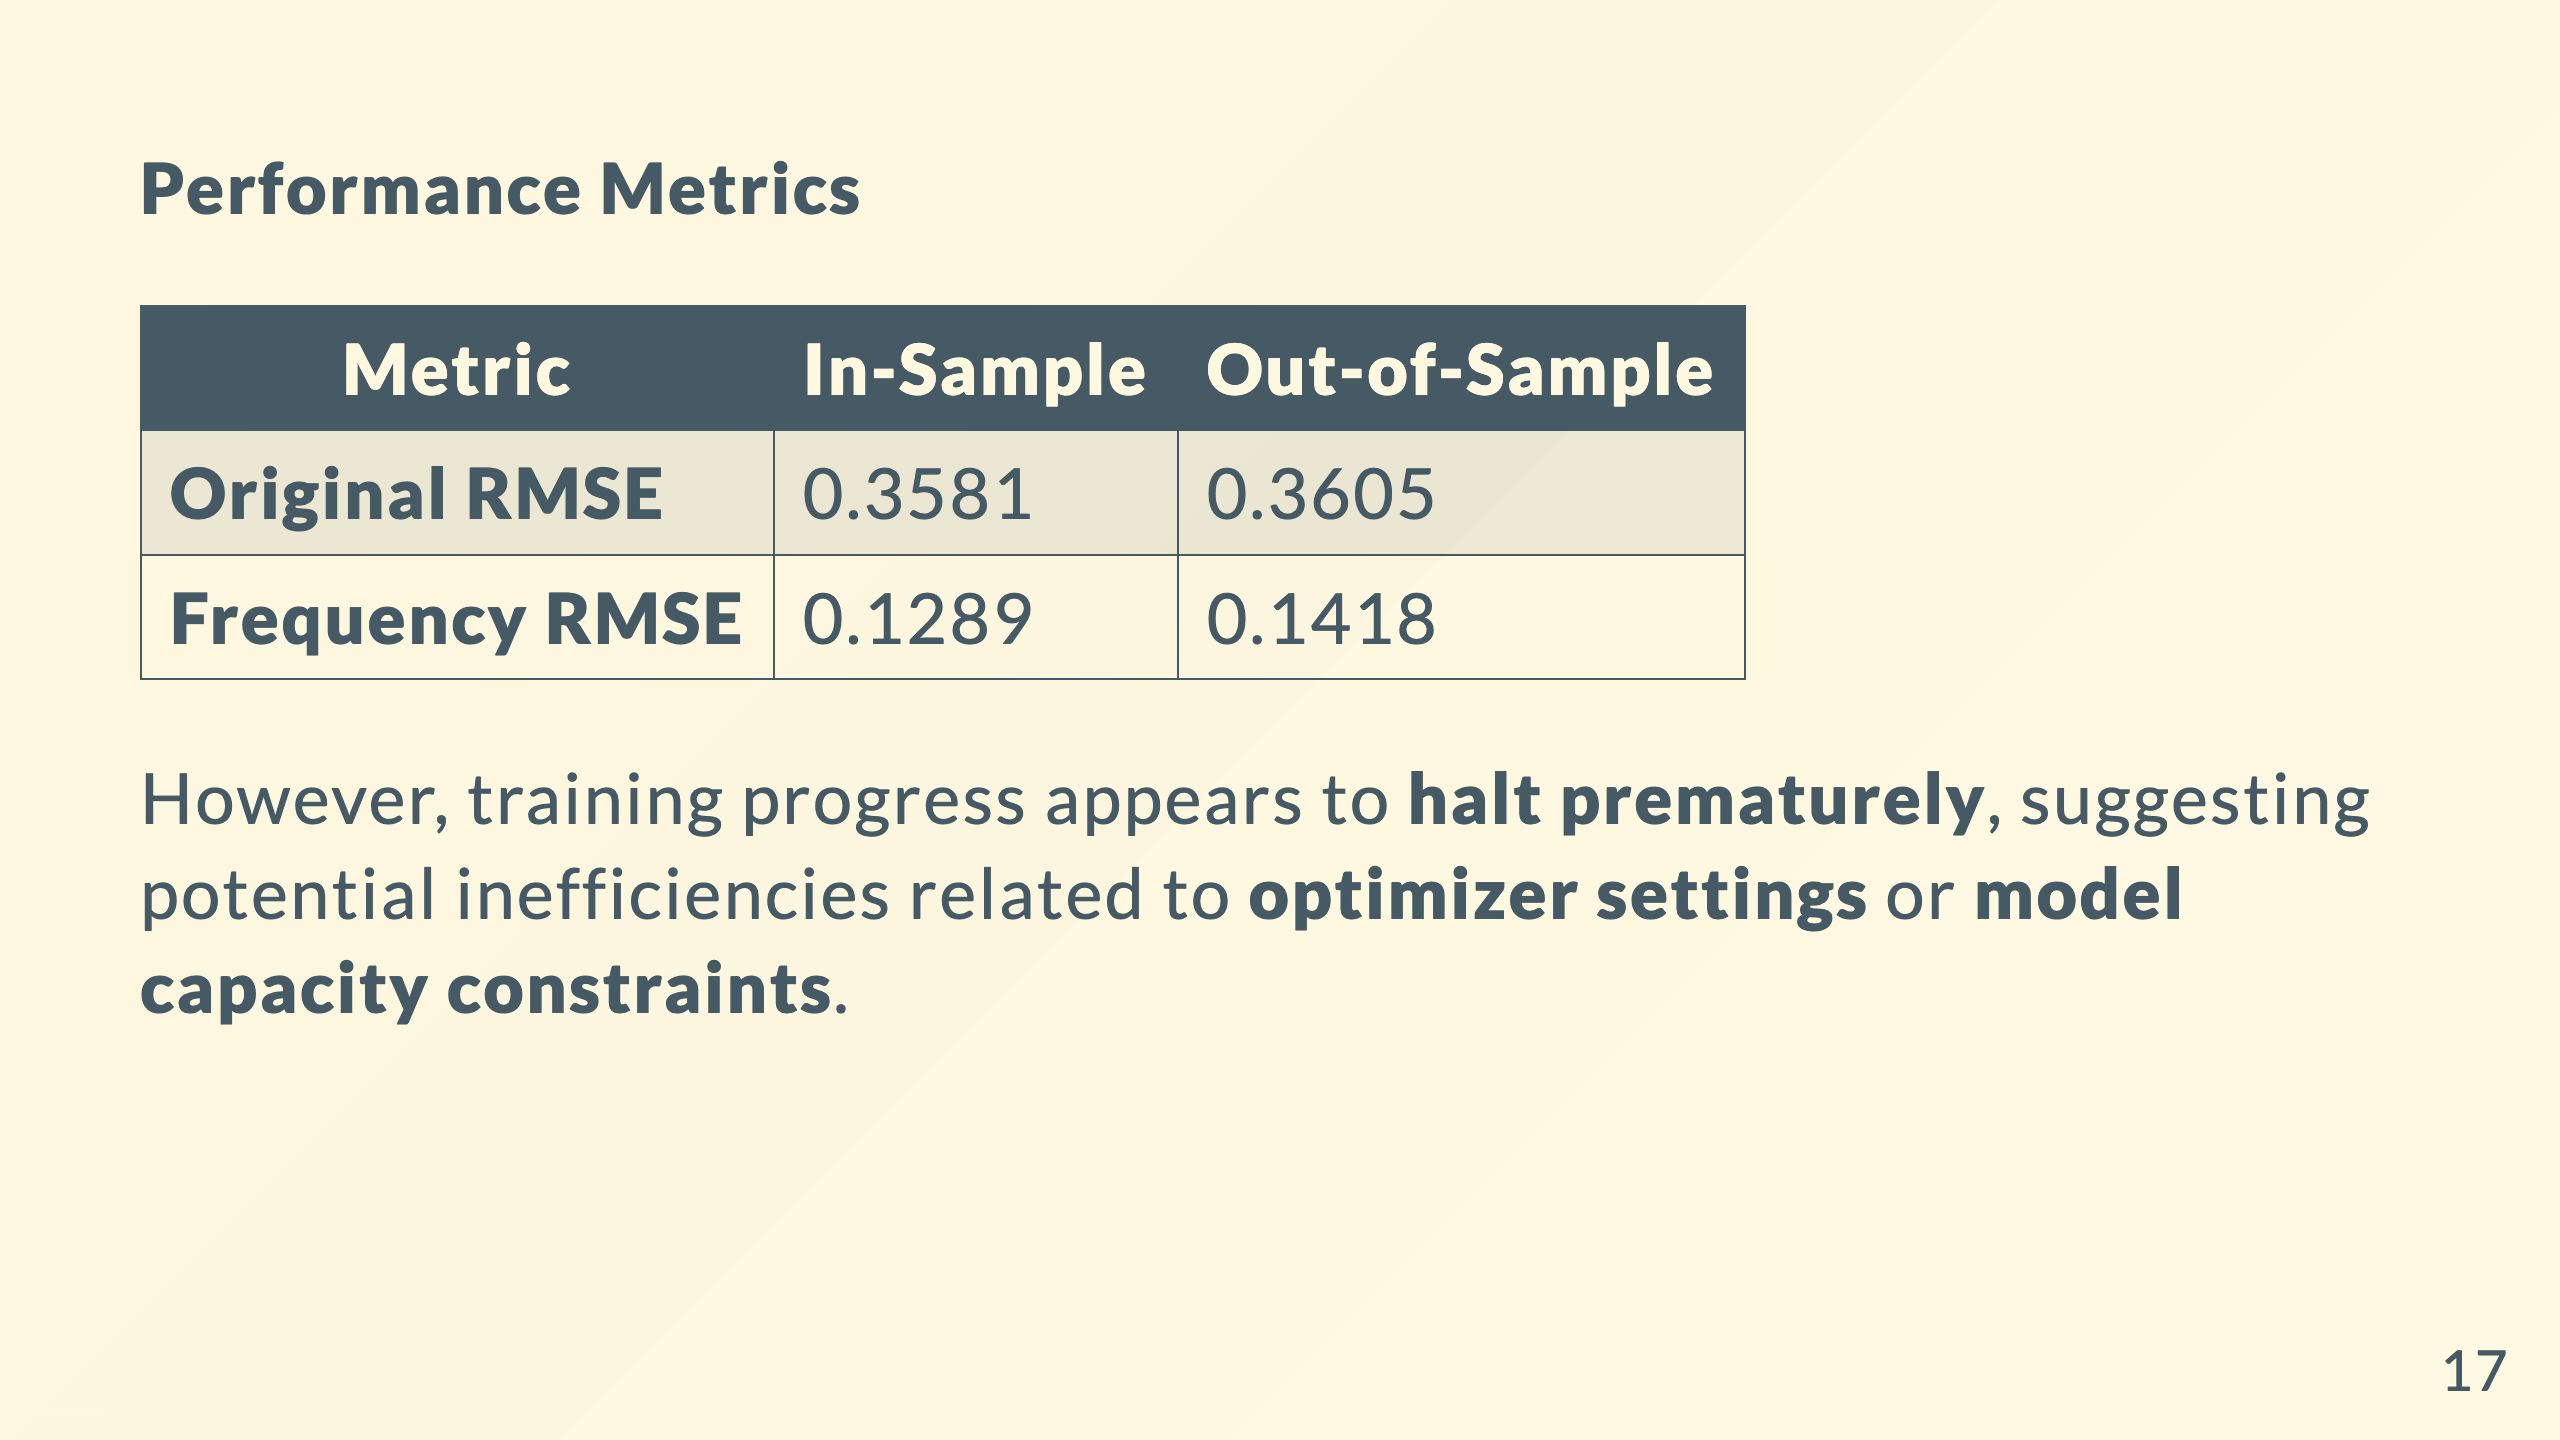 Performance Metrics
Metric In-Sample Out-of-Sample
Original RMSE 0.3581 0.3605
Frequency RMSE 0.1289 0.1418
However, training progress appears to halt prematurely, suggesting
potential inefficiencies related to optimizer settings or model
capacity constraints.
17